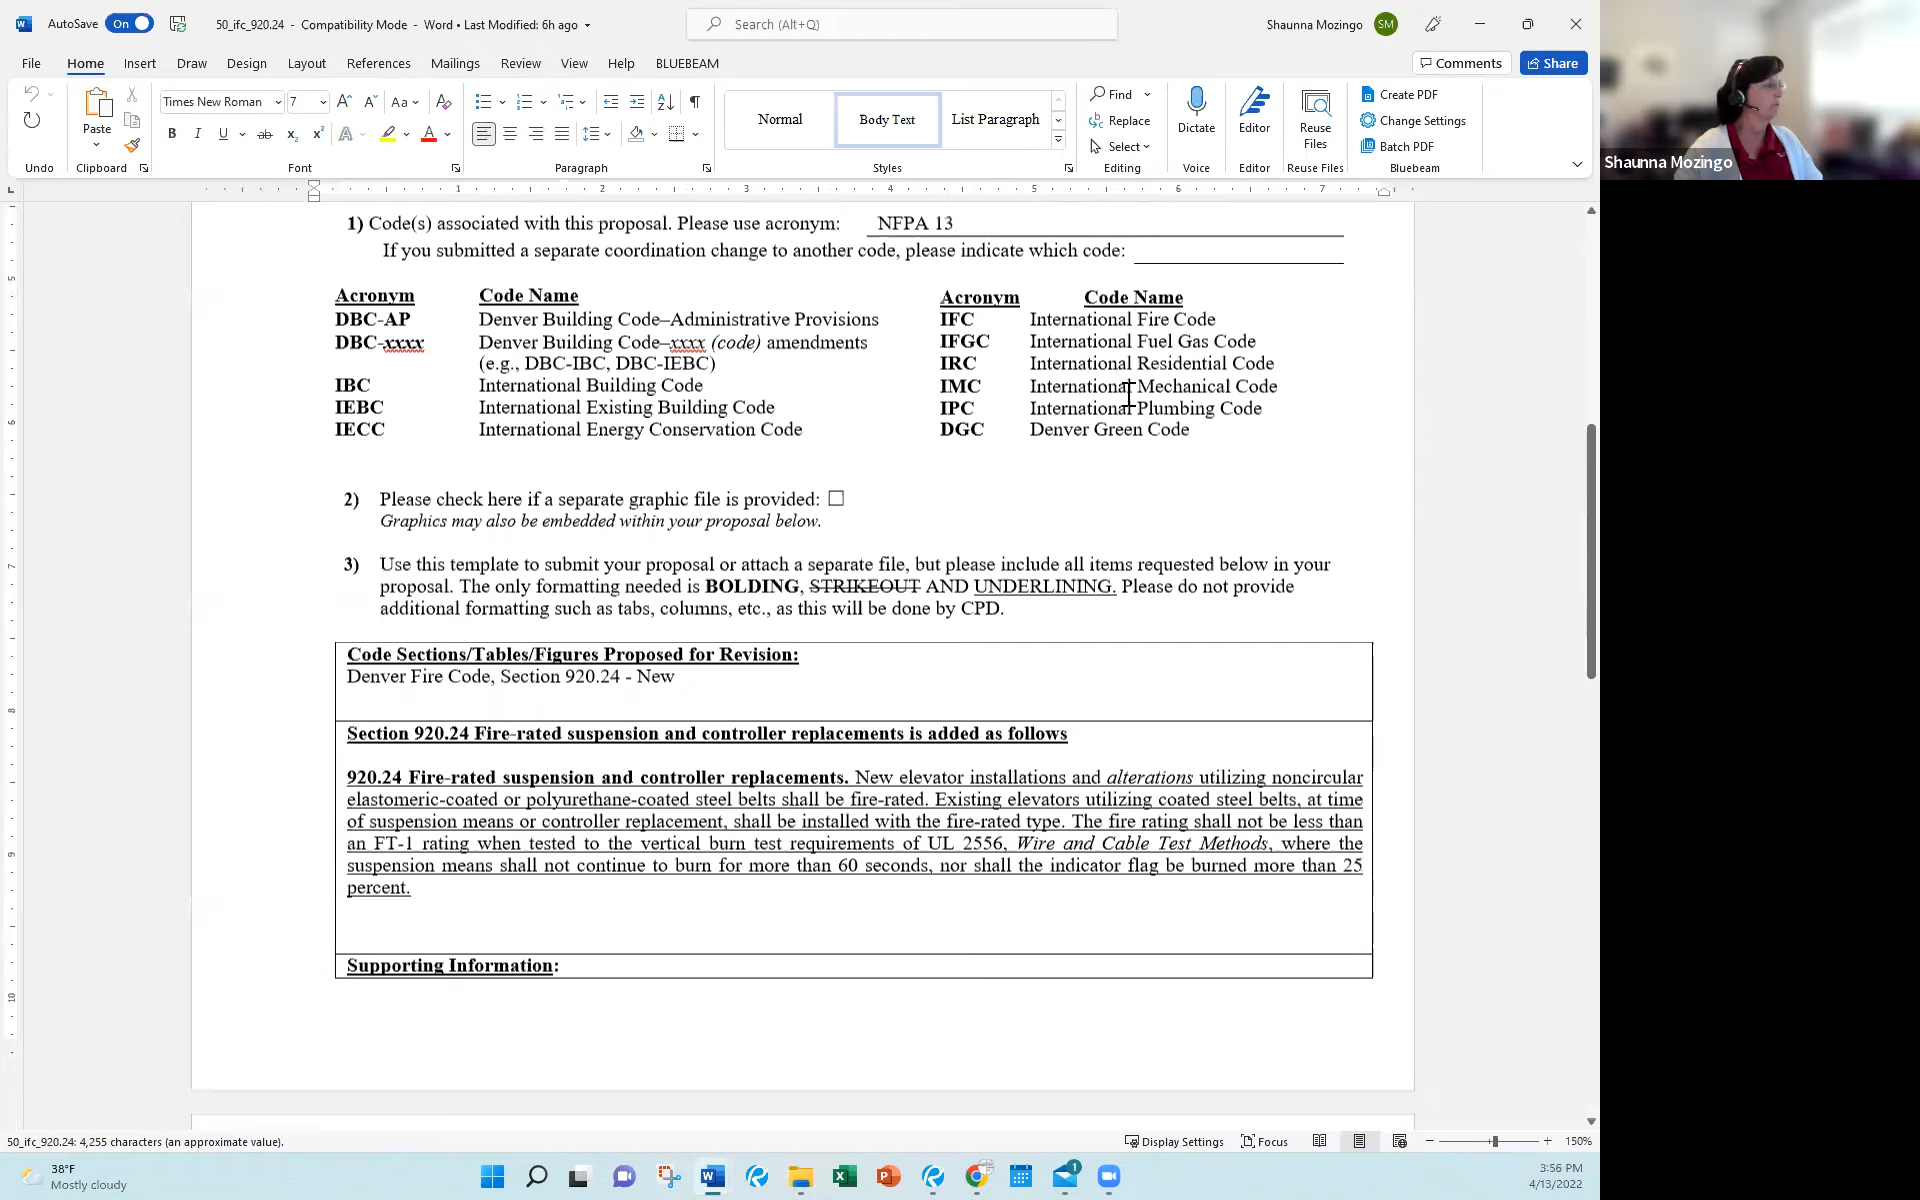 AutoSave On 50_ifc_920.24 - Compatibility Mode - Word • Last Modified: 6h ago Search (Alt+Q) Shaunna Mozingo SM
File Home Insert Draw Design Layout References Mailings Review View Help BLUEBEAM Comments Share
Times New Roman 7
Paste
Normal Body Text List Paragraph
Find
Replace
Select
Dictate Editor Reuse Files
Create PDF
Change Settings
Batch PDF
Undo Clipboard Font Paragraph Styles Editing Voice Editor Reuse Files Bluebeam
Shaunna Mozingo
1) Code(s) associated with this proposal. Please use acronym: NFPA 13
If you submitted a separate coordination change to another code, please indicate which code:
Acronym Code Name Acronym Code Name
DBC-AP Denver Building Code–Administrative Provisions IFC International Fire Code
DBC-xxxx Denver Building Code–xxxx (code) amendments IFGC International Fuel Gas Code
(e.g., DBC-IBC, DBC-IEBC) IRC International Residential Code
IBC International Building Code IMC International Mechanical Code
IEBC International Existing Building Code IPC International Plumbing Code
IECC International Energy Conservation Code DGC Denver Green Code
2) Please check here if a separate graphic file is provided: ☐
Graphics may also be embedded within your proposal below.
3) Use this template to submit your proposal or attach a separate file, but please include all items requested below in your
proposal. The only formatting needed is BOLDING, STRIKEOUT AND UNDERLINING. Please do not provide
additional formatting such as tabs, columns, etc., as this will be done by CPD.
Code Sections/Tables/Figures Proposed for Revision:
Denver Fire Code, Section 920.24 - New
Section 920.24 Fire-rated suspension and controller replacements is added as follows
920.24 Fire-rated suspension and controller replacements. New elevator installations and alterations utilizing noncircular
elastomeric-coated or polyurethane-coated steel belts shall be fire-rated. Existing elevators utilizing coated steel belts, at time
of suspension means or controller replacement, shall be installed with the fire-rated type. The fire rating shall not be less than
an FT-1 rating when tested to the vertical burn test requirements of UL 2556, Wire and Cable Test Methods, where the
suspension means shall not continue to burn for more than 60 seconds, nor shall the indicator flag be burned more than 25
percent.
Supporting Information:
50_ifc_920.24: 4,255 characters (an approximate value). Display Settings Focus 150%
38°F
Mostly cloudy
1
3:56 PM
4/13/2022